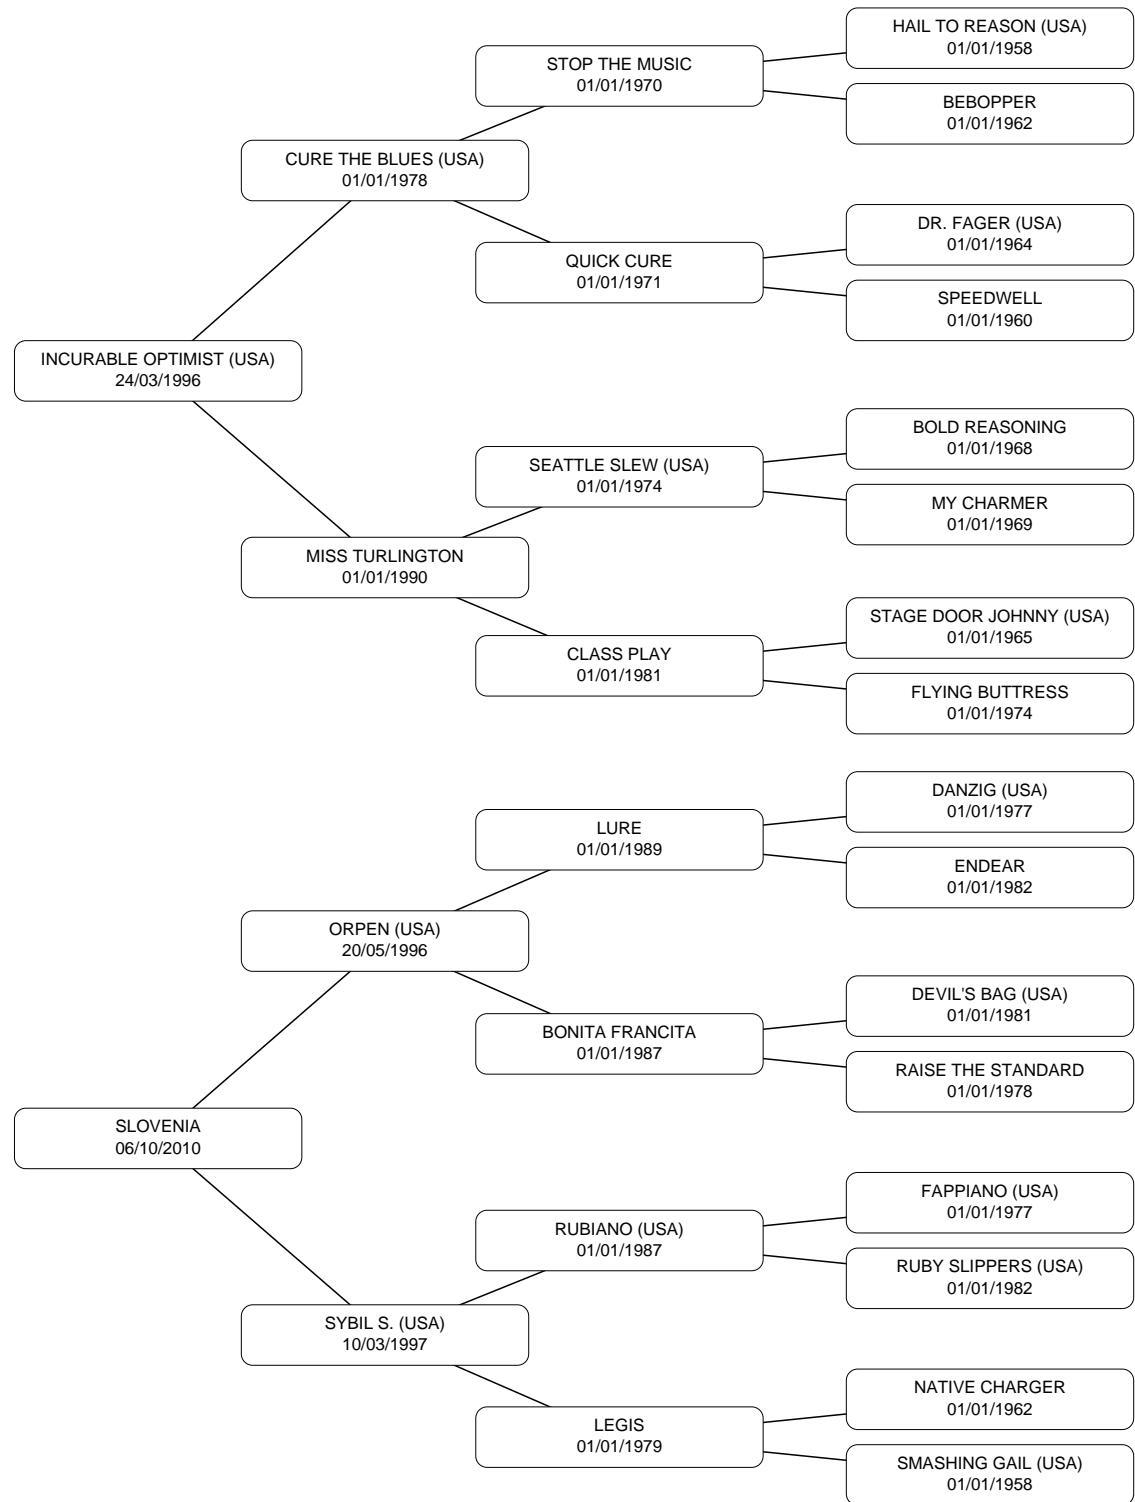 HAIL TO REASON (USA)
01/01/1958
STOP THE MUSIC
01/01/1970
BEBOPPER
01/01/1962
CURE THE BLUES (USA)
01/01/1978
DR. FAGER (USA)
01/01/1964
QUICK CURE
01/01/1971
SPEEDWELL
01/01/1960
INCURABLE OPTIMIST (USA)
24/03/1996
BOLD REASONING
01/01/1968
SEATTLE SLEW (USA)
01/01/1974
MY CHARMER
01/01/1969
MISS TURLINGTON
01/01/1990
STAGE DOOR JOHNNY (USA)
01/01/1965
CLASS PLAY
01/01/1981
FLYING BUTTRESS
01/01/1974
DANZIG (USA)
01/01/1977
LURE
01/01/1989
ENDEAR
01/01/1982
ORPEN (USA)
20/05/1996
DEVIL'S BAG (USA)
01/01/1981
BONITA FRANCITA
01/01/1987
RAISE THE STANDARD
01/01/1978
SLOVENIA
06/10/2010
FAPPIANO (USA)
01/01/1977
RUBIANO (USA)
01/01/1987
RUBY SLIPPERS (USA)
01/01/1982
SYBIL S. (USA)
10/03/1997
NATIVE CHARGER
01/01/1962
LEGIS
01/01/1979
SMASHING GAIL (USA)
01/01/1958